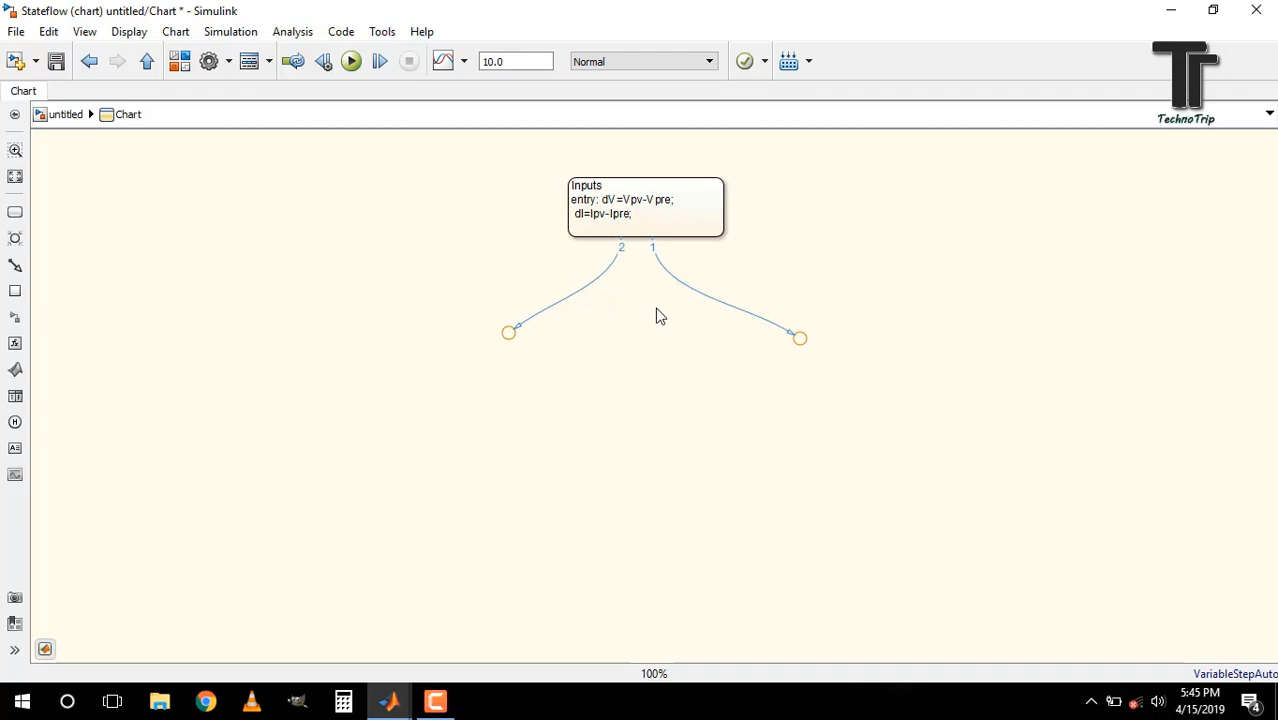 Stateflow (chart) untitled/Chart * - Simulink
File Edit View Display Chart Simulation Analysis Code Tools Help
10.0 Normal
TT
TechnoTrip
Chart
untitled Chart
Inputs
entry: dV=Vpv-Vpre;
dI=Ipv-Ipre;
2 1
100%
VariableStepAuto
5:45 PM
4/15/2019
4